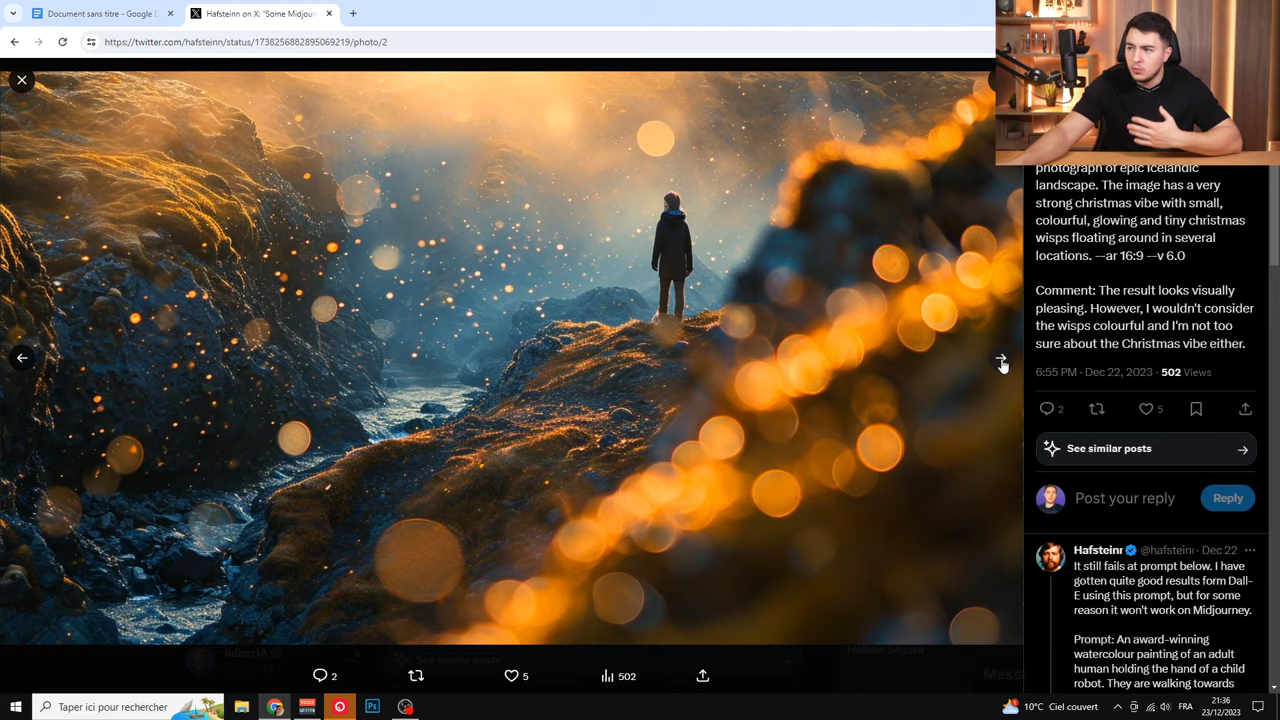 Document sans titre - Google D
Hafsteinn on X: "Some Midjourn
https://twitter.com/hafsteinn/status/1738256882895069219/photo/2
photograph of epic Icelandic
landscape. The image has a very
strong christmas vibe with small,
colourful, glowing and tiny christmas
wisps floating around in several
locations. --ar 16:9 --v 6.0
Comment: The result looks visually
pleasing. However, I wouldn't consider
the wisps colourful and I'm not too
sure about the Christmas vibe either.
6:55 PM · Dec 22, 2023 · 502 Views
2
5
See similar posts
Post your reply
Reply
Hafsteinn @hafsteinn · Dec 22
It still fails at prompt below. I have
gotten quite good results form Dall-
E using this prompt, but for some
reason it won't work on Midjourney.
Prompt: An award-winning
watercolour painting of an adult
human holding the hand of a child
robot. They are walking towards
Julien IA
See similar posts
2
5
502
Taper ici pour rechercher
Ps
10°C Ciel couvert
FRA
21:36
23/12/2023